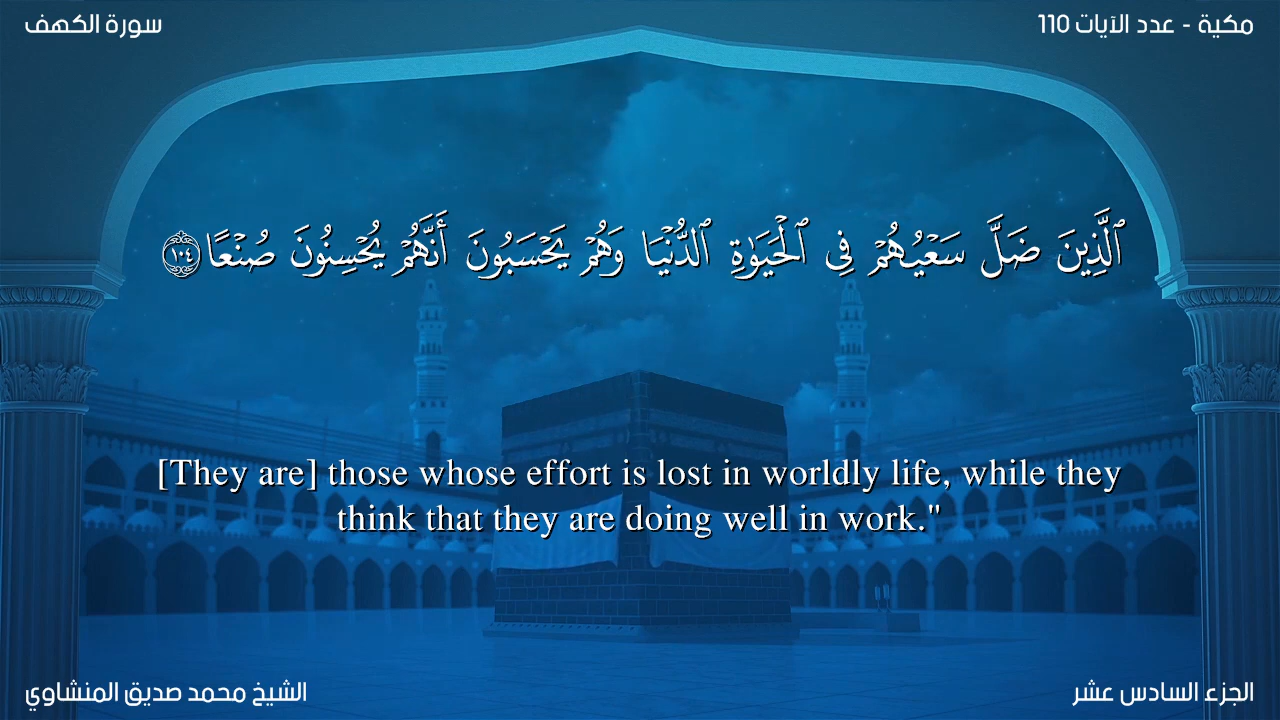 سورة الكهف
مكية - عدد الآيات 110
ٱلَّذِينَ ضَلَّ سَعْيُهُمْ فِى ٱلْحَيَوٰةِ ٱلدُّنْيَا وَهُمْ يَحْسَبُونَ أَنَّهُمْ يُحْسِنُونَ صُنْعًا ١٠٤
[They are] those whose effort is lost in worldly life, while they
think that they are doing well in work."
الشيخ محمد صديق المنشاوي
الجزء السادس عشر